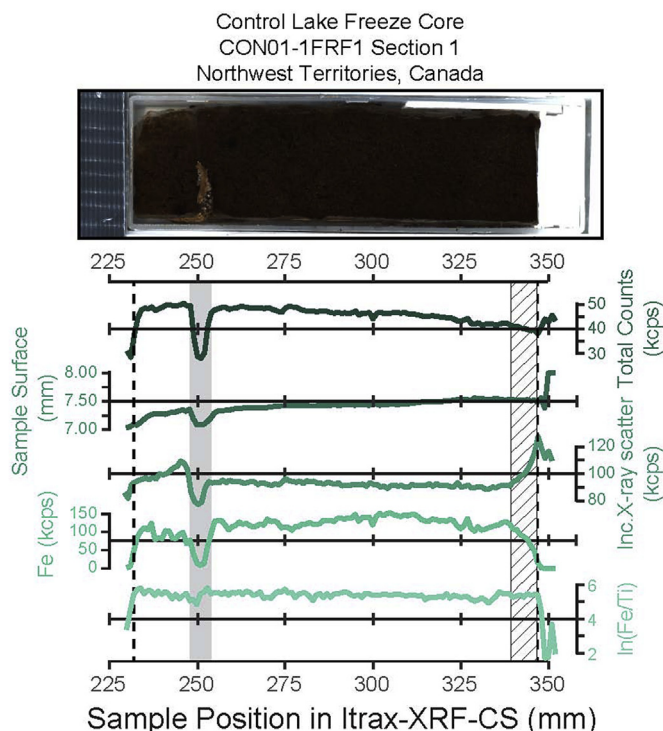 Control Lake Freeze Core
CON01-1FRF1 Section 1
Northwest Territories, Canada
225 250 275 300 325 350
Total Counts
(kcps)
50
40
30
Sample Surface
(mm)
8.00
7.50
7.00
Inc.X-ray scatter
(kcps)
120
100
80
Fe (kcps)
150
100
50
0
ln(Fe/Ti)
6
4
2
225 250 275 300 325 350
Sample Position in Itrax-XRF-CS (mm)